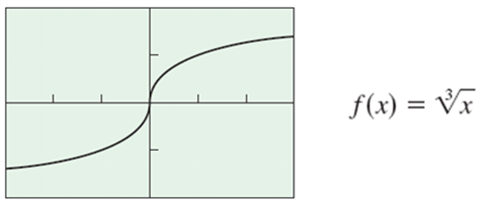 f(x) = ∛x